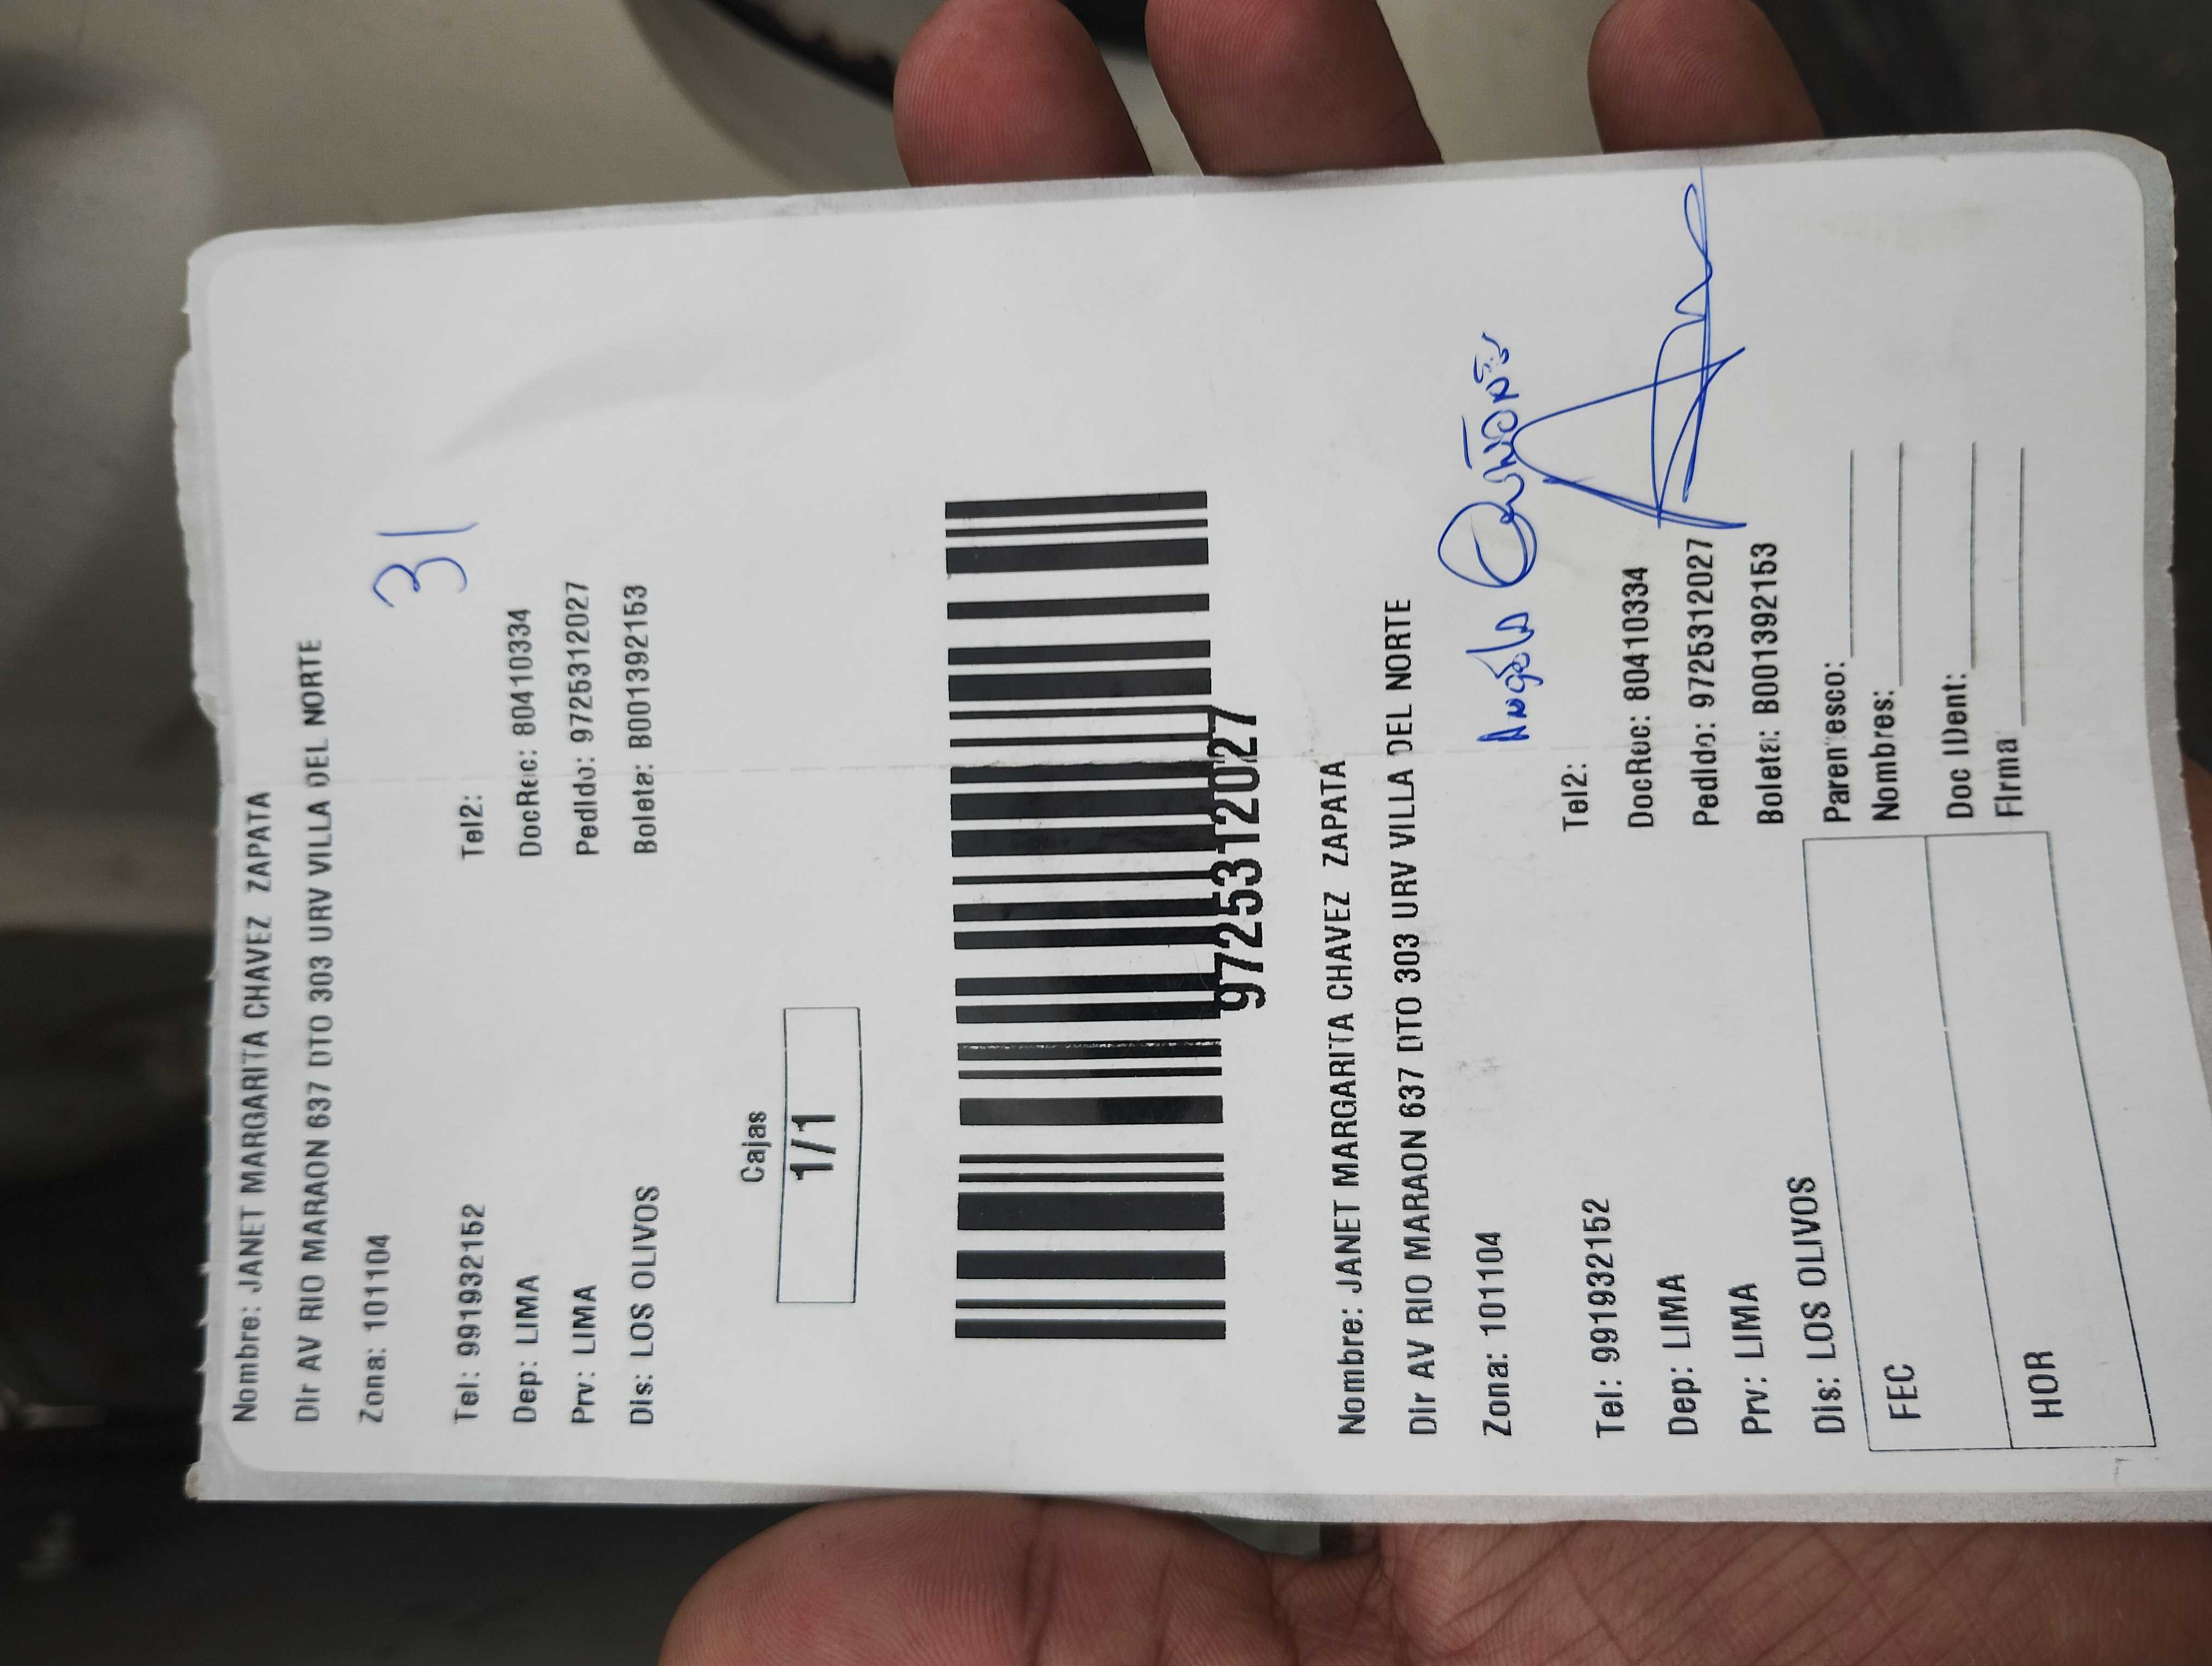 Nombre: JANET MARGARITA CHAVEZ ZAPATA
Dir AV RIO MARAON 637 DTO 303 URV VILLA DEL NORTE
Zona: 101104
31
Tel: 991932152 Tel2:
Dep: LIMA DocRec: 80410334
Prv: LIMA Pedido: 9725312027
Dis: LOS OLIVOS Boleta: B001392153
Cajas
1/1
9725312027
Nombre: JANET MARGARITA CHAVEZ ZAPATA
Dir AV RIO MARAON 637 DTO 303 URV VILLA DEL NORTE
Zona: 101104
Angelo
Tel: 991932152 Tel2:
Dep: LIMA DocRec: 80410334
Prv: LIMA Pedido: 9725312027
Dis: LOS OLIVOS Boleta: B001392153
FEC
HOR
Parentesco:
Nombres:
Doc IDent:
Firma